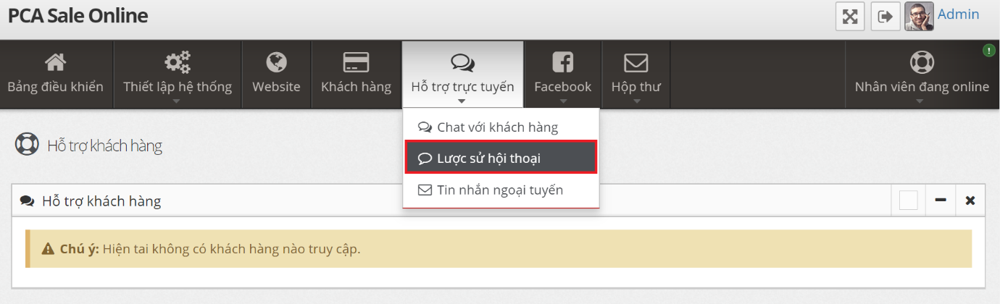 PCA Sale Online
Admin
Bảng điều khiển
Thiết lập hệ thống
Website
Khách hàng
Hỗ trợ trực tuyến
Facebook
Hộp thư
Nhân viên đang online
Chat với khách hàng
Lược sử hội thoại
Tin nhắn ngoại tuyến
Hỗ trợ khách hàng
Hỗ trợ khách hàng
Chú ý: Hiện tai không có khách hàng nào truy cập.